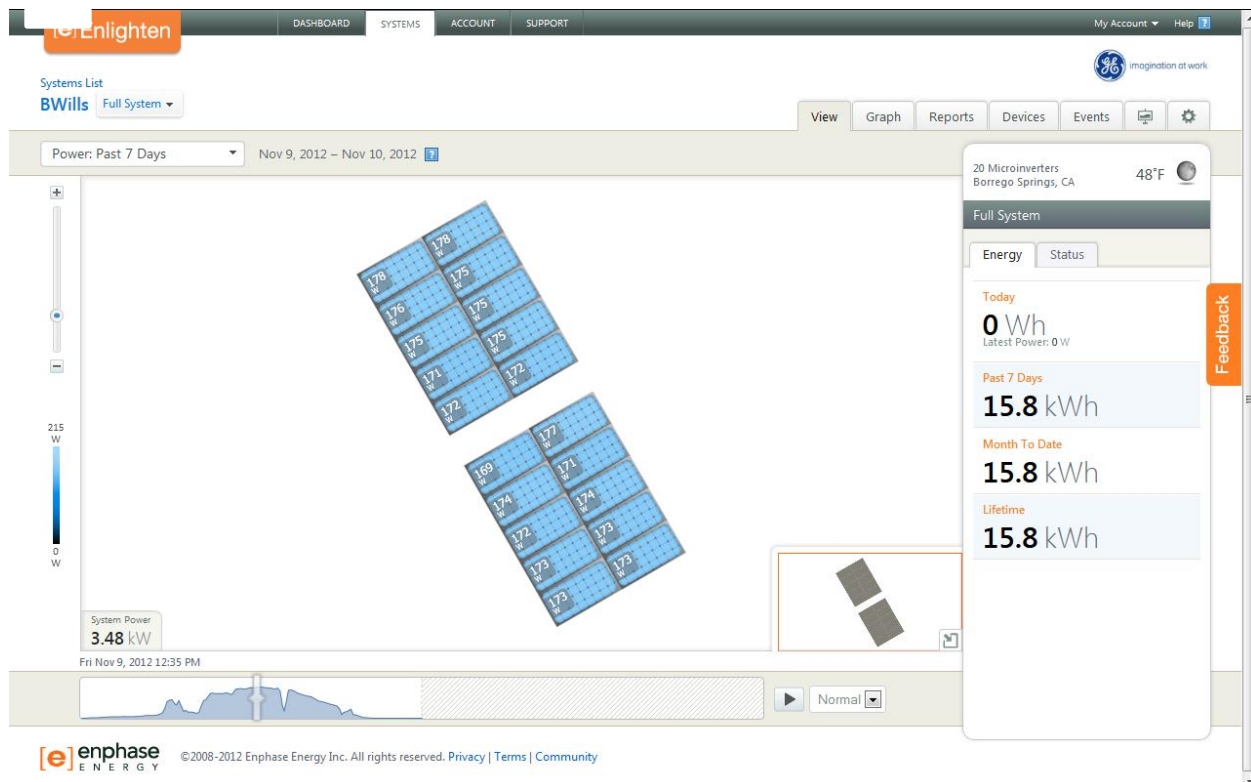 [e] Enlighten
DASHBOARD SYSTEMS ACCOUNT SUPPORT
My Account Help ?
GE imagination at work
Systems List
BWills Full System
View Graph Reports Devices Events
Power: Past 7 Days Nov 9, 2012 – Nov 10, 2012 ?
20 Microinverters
Borrego Springs, CA
48°F
Full System
Energy Status
Today
0 Wh
Latest Power: 0 W
Past 7 Days
15.8 kWh
Month To Date
15.8 kWh
Lifetime
15.8 kWh
Feedback
178 W
178 W
175 W
176 W
175 W
175 W
175 W
171 W
172 W
172 W
177 W
169 W
171 W
174 W
174 W
172 W
173 W
173 W
173 W
173 W
215
W
0
W
System Power
3.48 kW
Fri Nov 9, 2012 12:35 PM
Normal
[e] enphase
ENERGY
©2008-2012 Enphase Energy Inc. All rights reserved. Privacy | Terms | Community